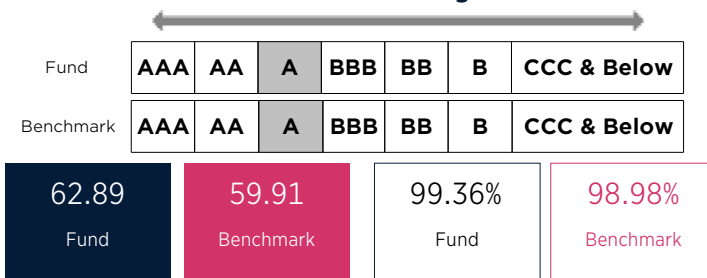 Fund AAA AA A BBB BB B CCC & Below
Benchmark AAA AA A BBB BB B CCC & Below
62.89 59.91 99.36% 98.98%
Fund Benchmark Fund Benchmark